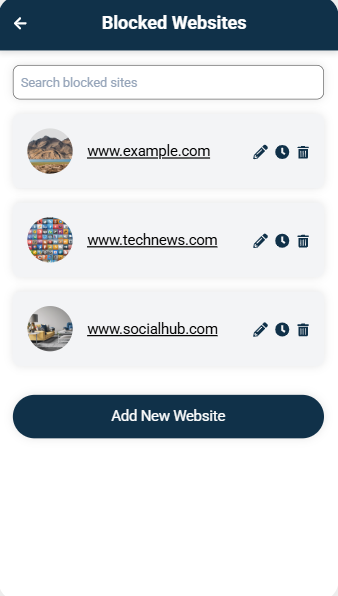 Blocked Websites
Search blocked sites
www.example.com
www.technews.com
www.socialhub.com
Add New Website